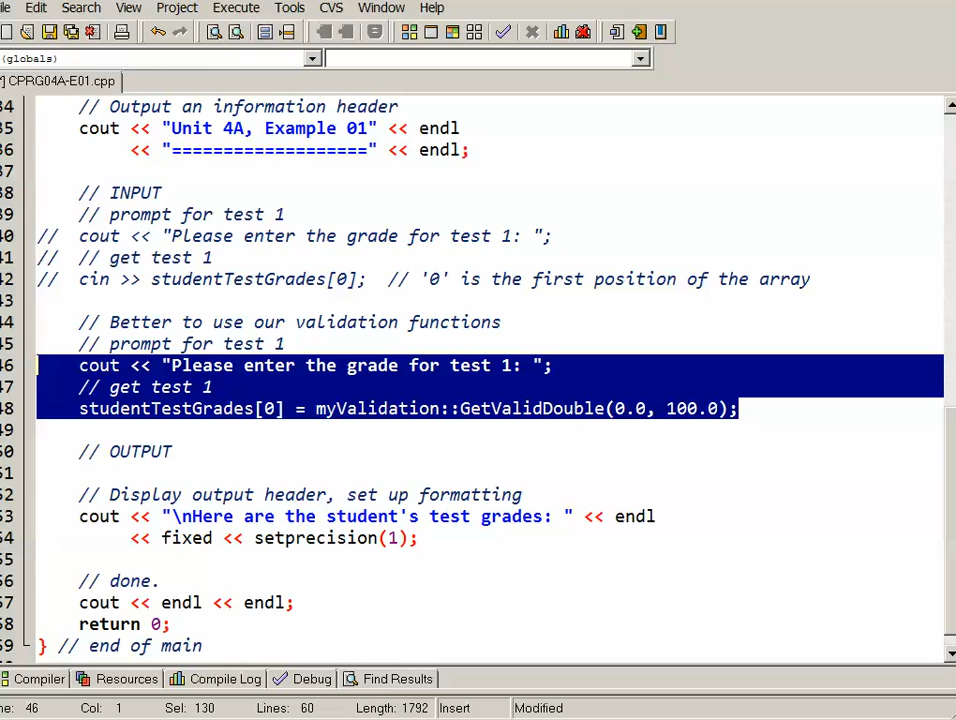 ile Edit Search View Project Execute Tools CVS Window Help
(globals)
] CPRG04A-E01.cpp
34 // Output an information header
35 cout << "Unit 4A, Example 01" << endl
36 << "===================" << endl;
37
38 // INPUT
39 // prompt for test 1
40 // cout << "Please enter the grade for test 1: ";
41 // // get test 1
42 // cin >> studentTestGrades[0]; // '0' is the first position of the array
43
44 // Better to use our validation functions
45 // prompt for test 1
46 cout << "Please enter the grade for test 1: ";
47 // get test 1
48 studentTestGrades[0] = myValidation::GetValidDouble(0.0, 100.0);
49
50 // OUTPUT
51
52 // Display output header, set up formatting
53 cout << "\nHere are the student's test grades: " << endl
54 << fixed << setprecision(1);
55
56 // done.
57 cout << endl << endl;
58 return 0;
59 } // end of main
Compiler Resources Compile Log Debug Find Results
ne: 46 Col: 1 Sel: 130 Lines: 60 Length: 1792 Insert Modified